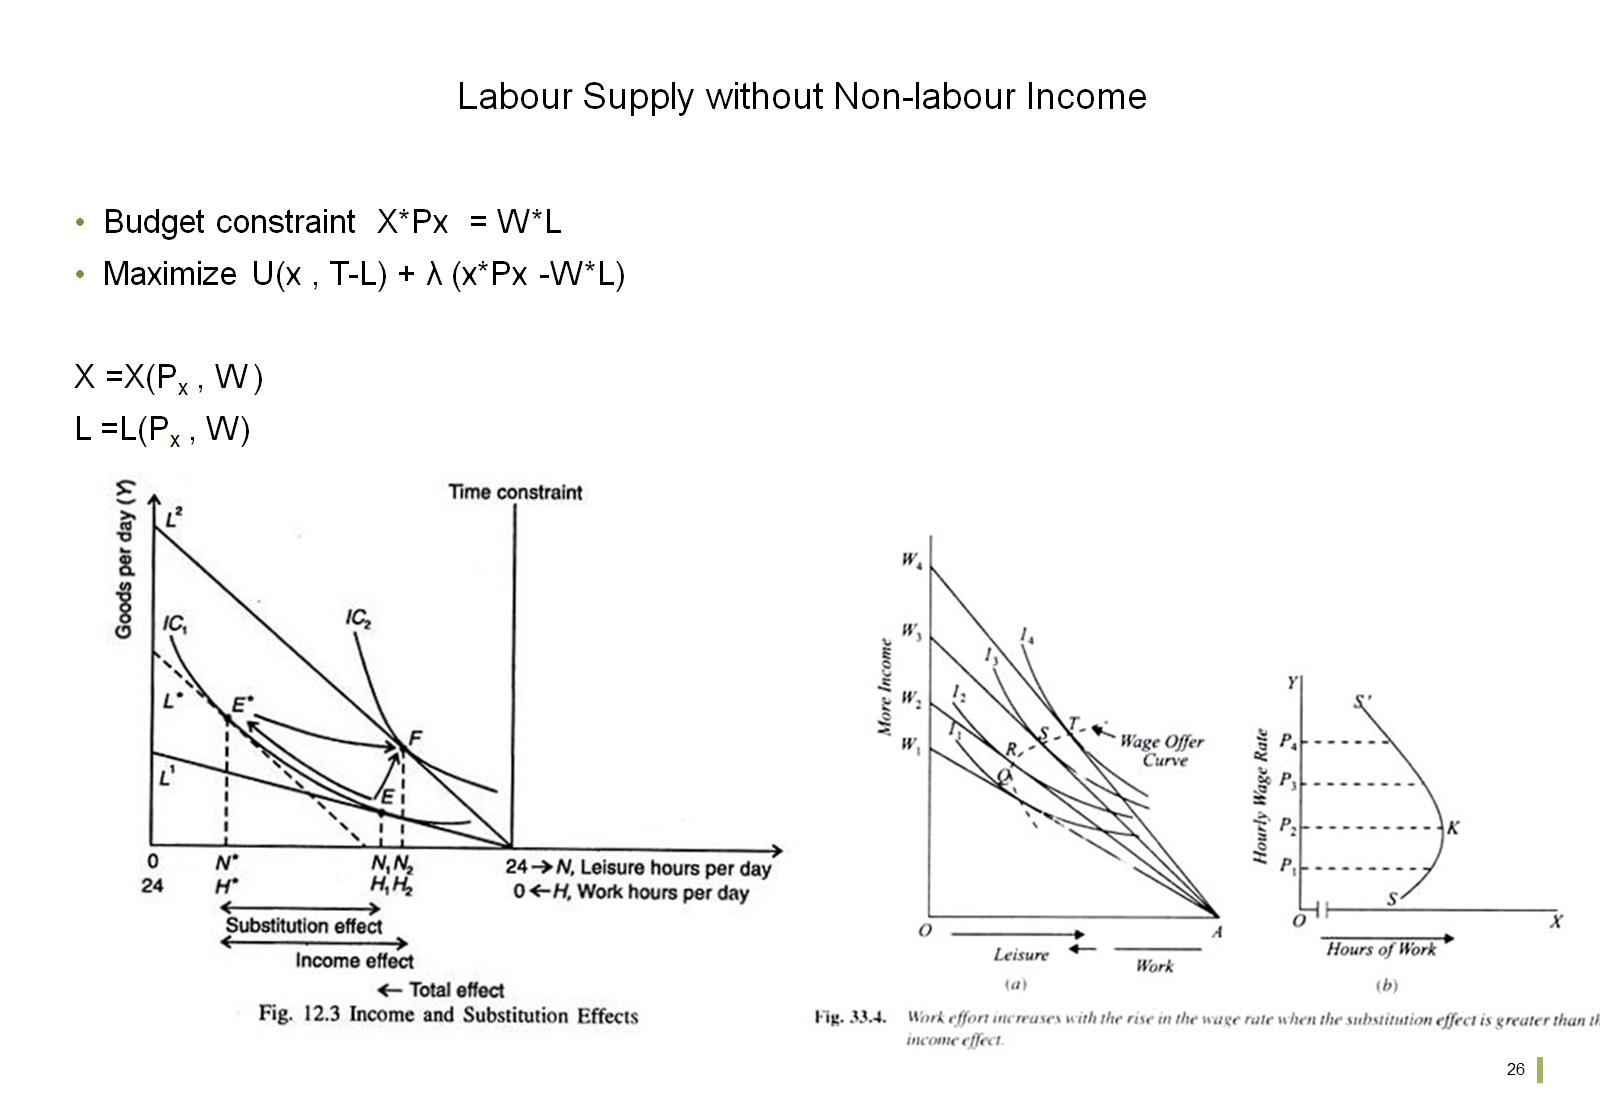 Labour Supply without Non-labour Income
• Budget constraint X*Px = W*L
• Maximize U(x , T-L) + λ (x*Px -W*L)
X =X(Pₓ , W)
L =L(Pₓ , W)
Goods per day (Y)
Time constraint
L²
IC₁
IC₂
L*
E*
F
L¹
E
0
N*
N₁ N₂
24→N, Leisure hours per day
24
H*
H₁ H₂
0←H, Work hours per day
Substitution effect
Income effect
← Total effect
Fig. 12.3 Income and Substitution Effects
More Income
W₄
W₃
W₂
W₁
I₄
I₃
I₂
I₁
Q
R
S
T
Wage Offer
Curve
O
A
Leisure
Work
(a)
Hourly Wage Rate
Y
S'
P₄
P₃
P₂
K
P₁
S
O
X
Hours of Work
(b)
Fig. 33.4. Work effort increases with the rise in the wage rate when the substitution effect is greater than
income effect.
26